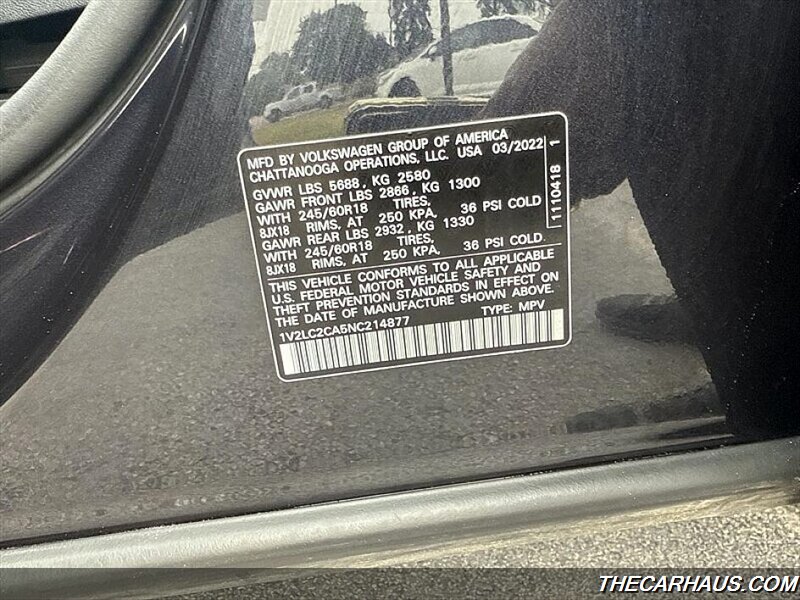 MFD BY VOLKSWAGEN GROUP OF AMERICA
CHATTANOOGA OPERATIONS, LLC. USA 03/2022
GVWR LBS 5688, KG 2580
GAWR FRONT LBS 2866, KG 1300
WITH 245/60R18 TIRES,
8JX18 RIMS, AT 250 KPA, 36 PSI COLD
GAWR REAR LBS 2932, KG 1330
WITH 245/60R18 TIRES,
8JX18 RIMS, AT 250 KPA, 36 PSI COLD.
1110418 1
THIS VEHICLE CONFORMS TO ALL APPLICABLE
U.S. FEDERAL MOTOR VEHICLE SAFETY AND
THEFT PREVENTION STANDARDS IN EFFECT ON
THE DATE OF MANUFACTURE SHOWN ABOVE.
1V2LC2CA5NC214877 TYPE: MPV
THECARHAUS.COM